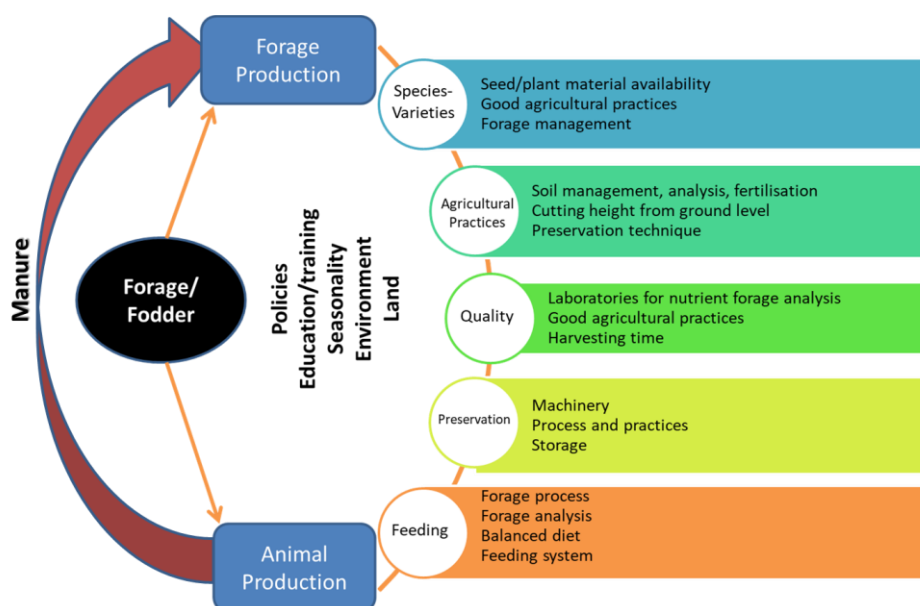 Forage
Production
Species-
Varieties
Seed/plant material availability
Good agricultural practices
Forage management
Agricultural
Practices
Soil management, analysis, fertilisation
Cutting height from ground level
Preservation technique
Manure
Forage/
Fodder
Policies
Education/training
Seasonality
Environment
Land
Quality
Laboratories for nutrient forage analysis
Good agricultural practices
Harvesting time
Preservation
Machinery
Process and practices
Storage
Feeding
Forage process
Forage analysis
Balanced diet
Feeding system
Animal
Production